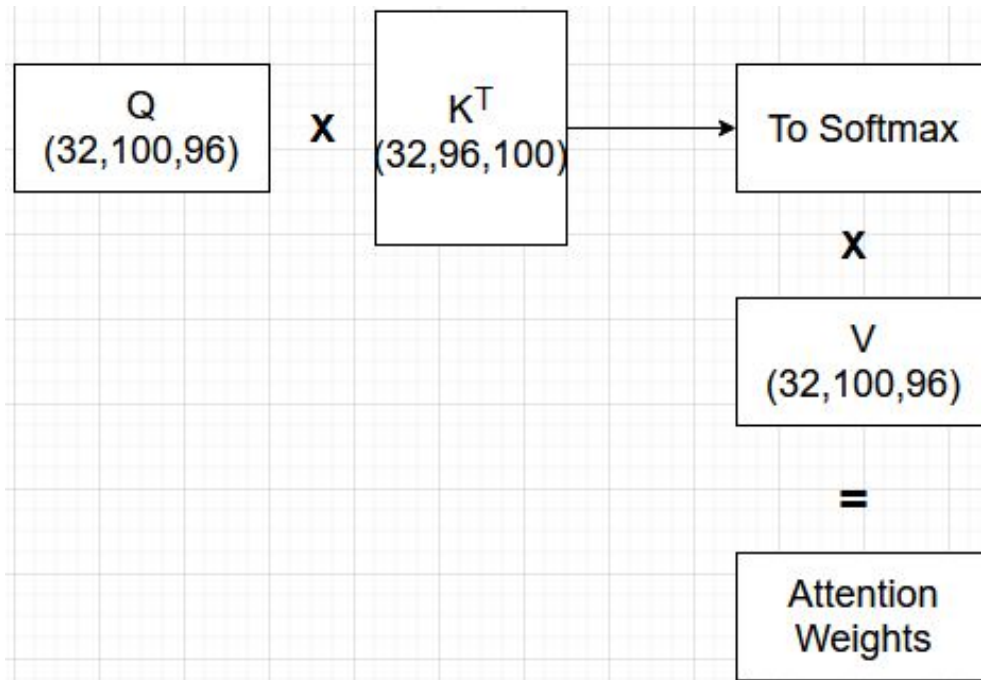 Q
(32,100,96)
X
K^T
(32,96,100)
To Softmax
X
V
(32,100,96)
=
Attention
Weights